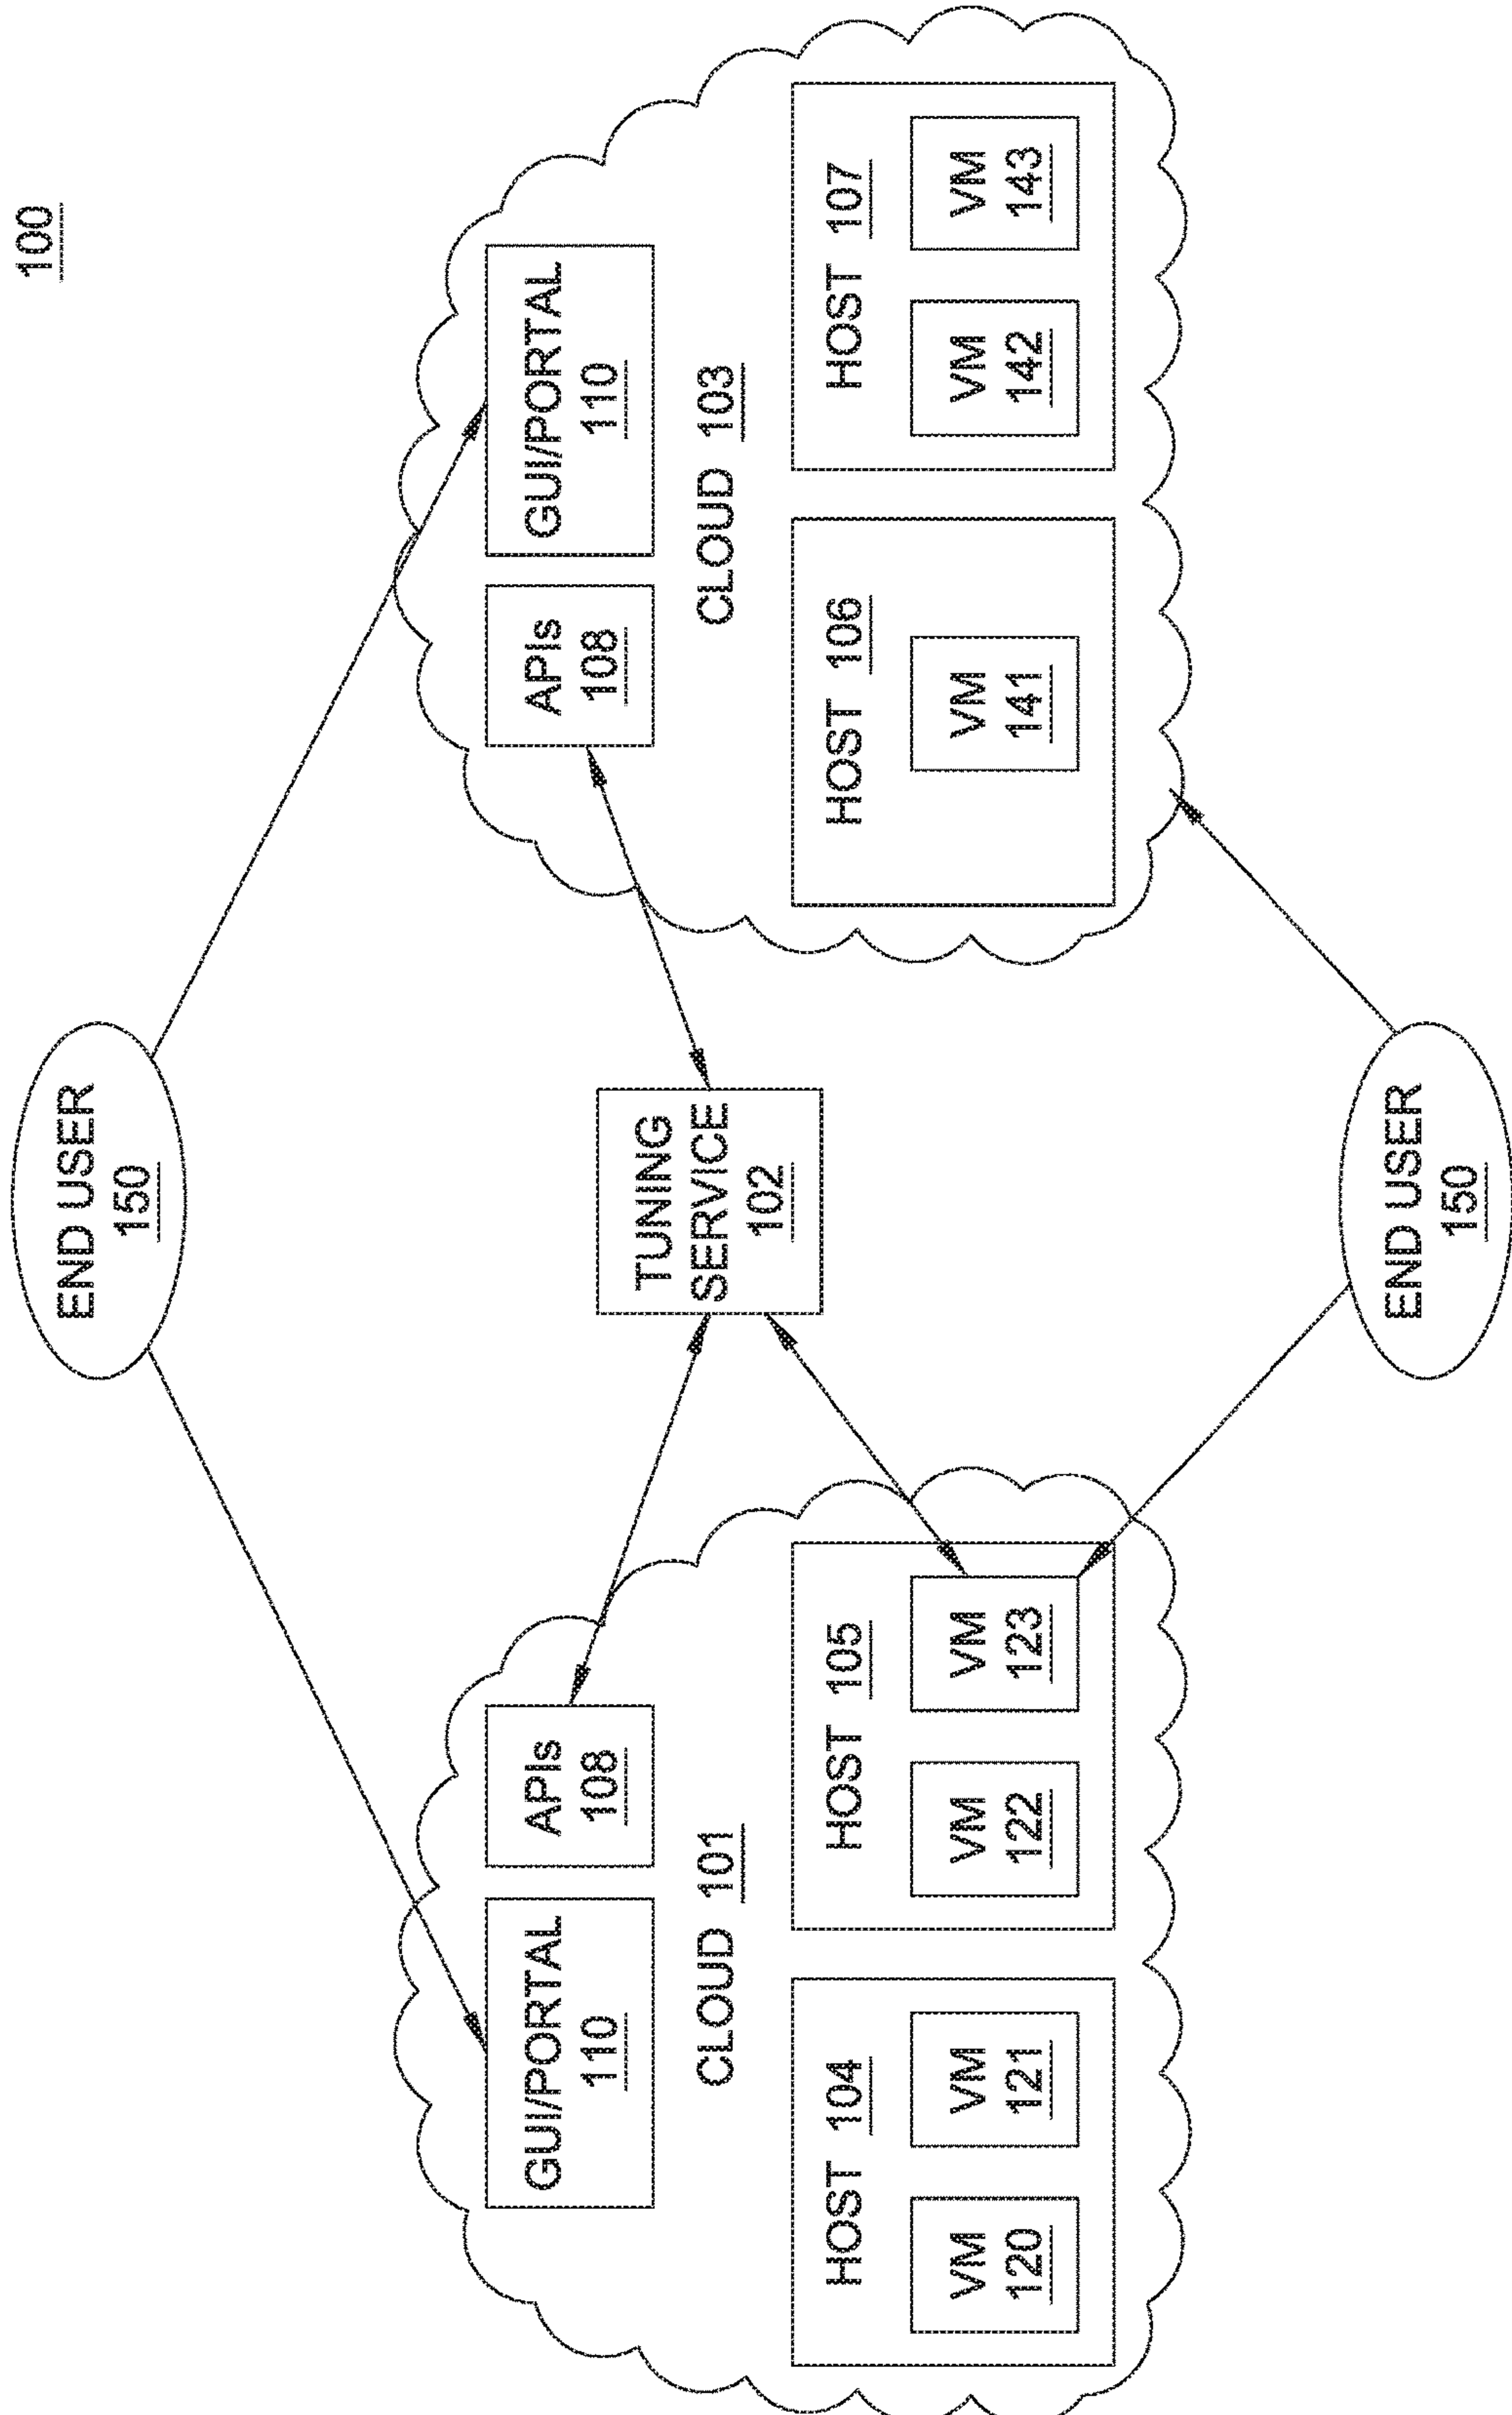 100
END USER
150
GUI/PORTAL
110
APIs
108
APIs
108
GUI/PORTAL
110
TUNING
SERVICE
102
CLOUD 101
CLOUD 103
HOST 104
HOST 105
HOST 106
HOST 107
VM
120
VM
121
VM
122
VM
123
VM
141
VM
142
VM
143
END USER
150